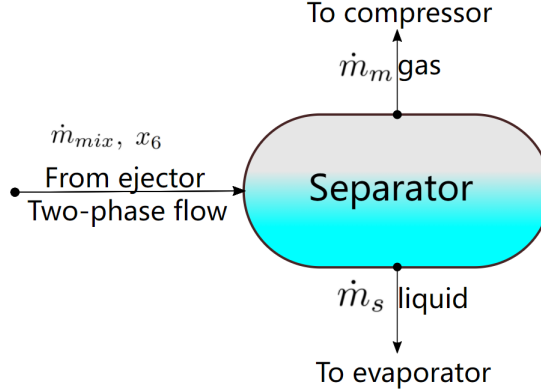 To compressor
ṁ_m gas
ṁ_mix, x_6
From ejector
Two-phase flow
Separator
ṁ_s liquid
To evaporator